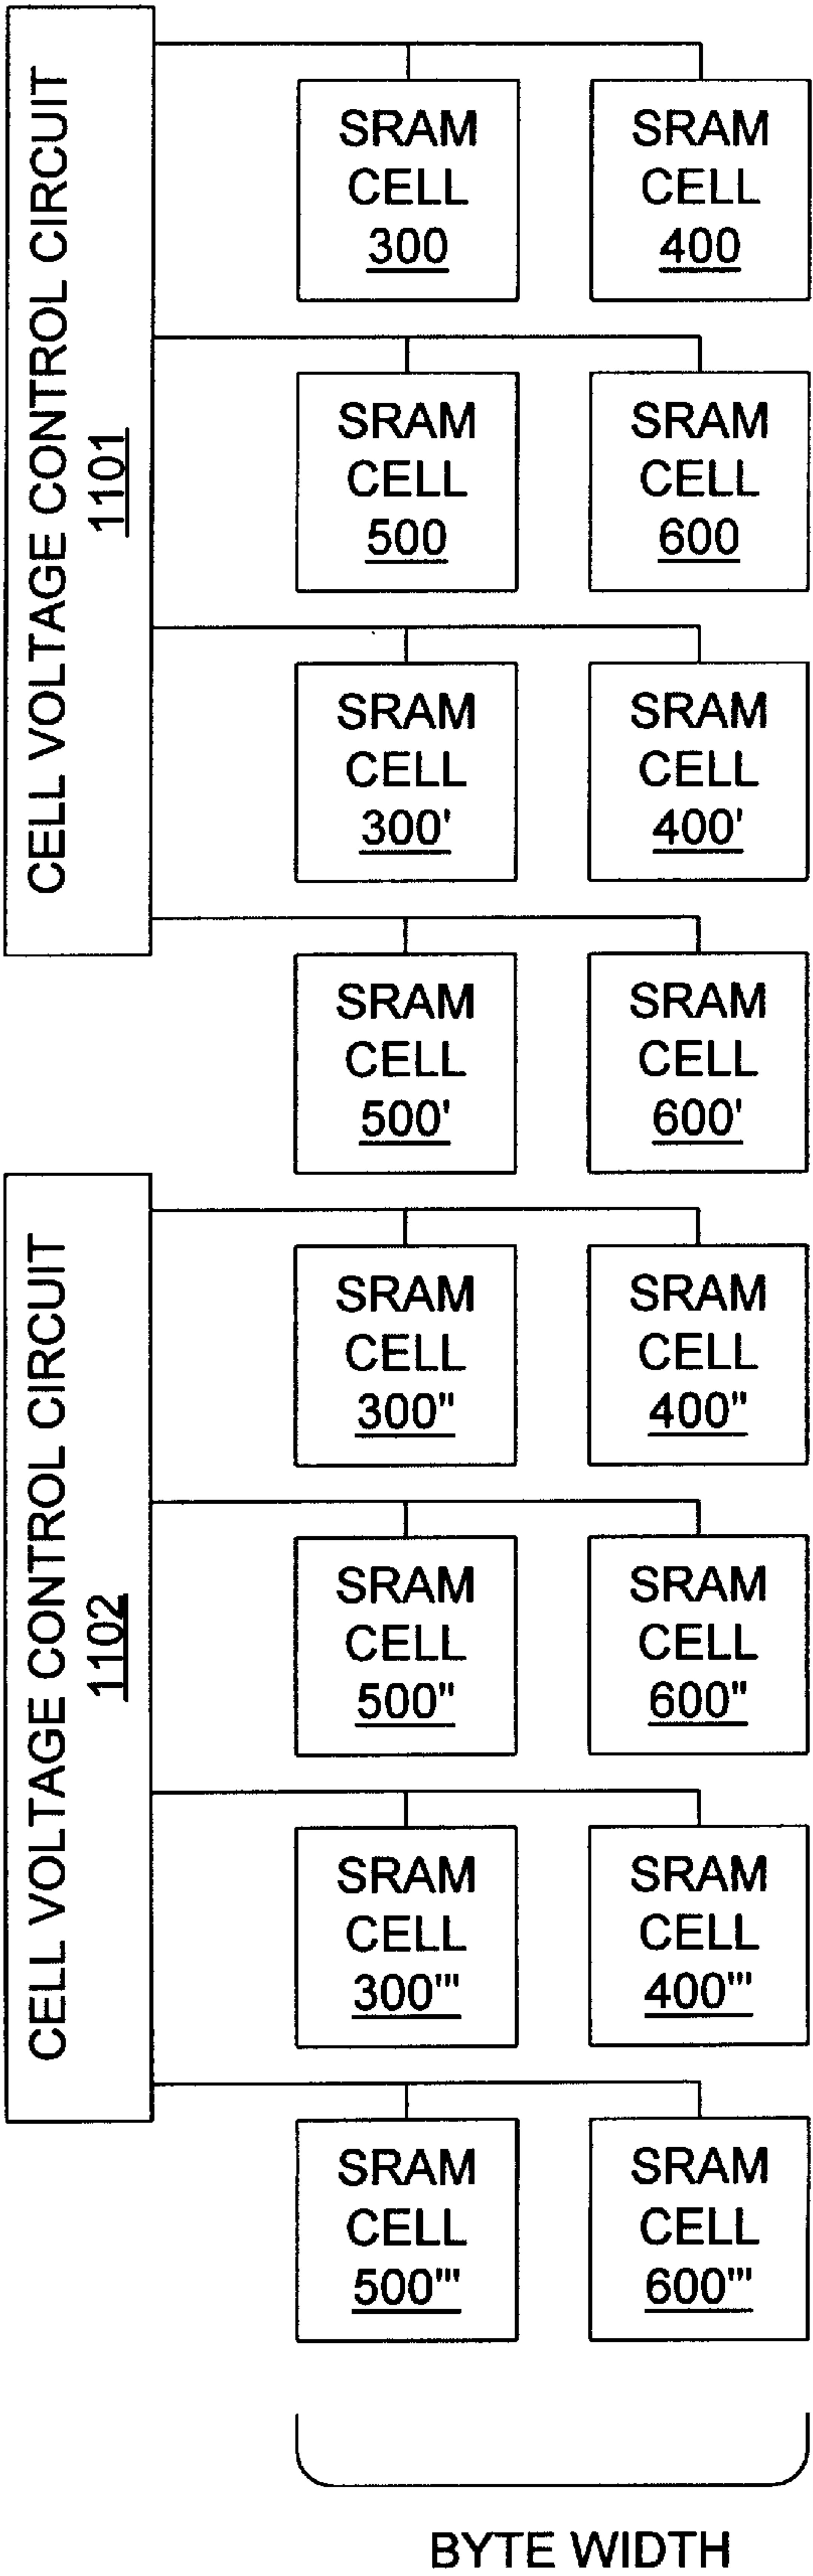 CELL VOLTAGE CONTROL CIRCUIT
1101
SRAM
CELL
300
SRAM
CELL
400
SRAM
CELL
500
SRAM
CELL
600
SRAM
CELL
300'
SRAM
CELL
400'
SRAM
CELL
500'
SRAM
CELL
600'
CELL VOLTAGE CONTROL CIRCUIT
1102
SRAM
CELL
300"
SRAM
CELL
400"
SRAM
CELL
500"
SRAM
CELL
600"
SRAM
CELL
300'"
SRAM
CELL
400'"
SRAM
CELL
500'"
SRAM
CELL
600'"
BYTE WIDTH